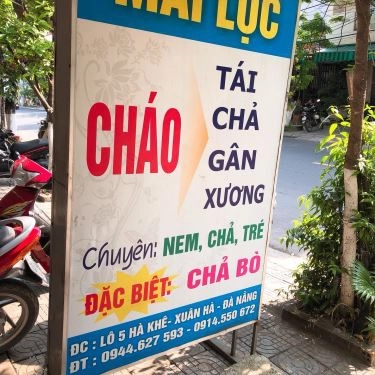 MAI LỤC
CHÁO
TÁI
CHẢ
GÂN
XƯƠNG
Chuyên: NEM, CHẢ, TRÉ
ĐẶC BIỆT: CHẢ BÒ
ĐC : LÔ 5 HÀ KHÊ- XUÂN HÀ - ĐÀ NẴNG
ĐT : 0944.627 593 - 0914.550 672